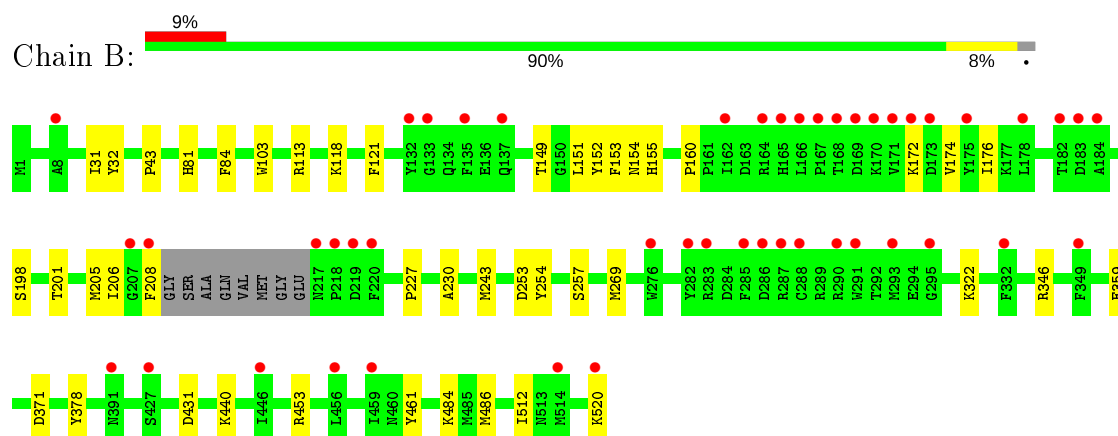 9%
Chain B:
90% 8% •
M1 A8 I31 Y32 P43 H81 F84 W103 R113 K118 F121 Y132 G133 Q134 F135 E136 Q137 T149 G150 L151 Y152 F153 N154 H155 P160 P161 I162 D163 R164 H165 L166 P167 T168 D169 K170 V171 K172 D173 V174 Y175 I176 K177 L178 T182 D183 A184
S198 T201 M205 I206 G207 F208 GLY SER ALA GLN VAL MET GLY GLU N217 P218 D219 F220 P227 A230 M243 D253 Y254 S257 M269 W276 Y282 R283 D284 F285 D286 R287 C288 R289 R290 W291 T292 M293 E294 G295 K322 F332 R346 F349
D371 Y378 N391 S427 D431 K440 I446 R453 L456 I459 N460 Y461 K484 M485 M486 I512 N513 M514 K520